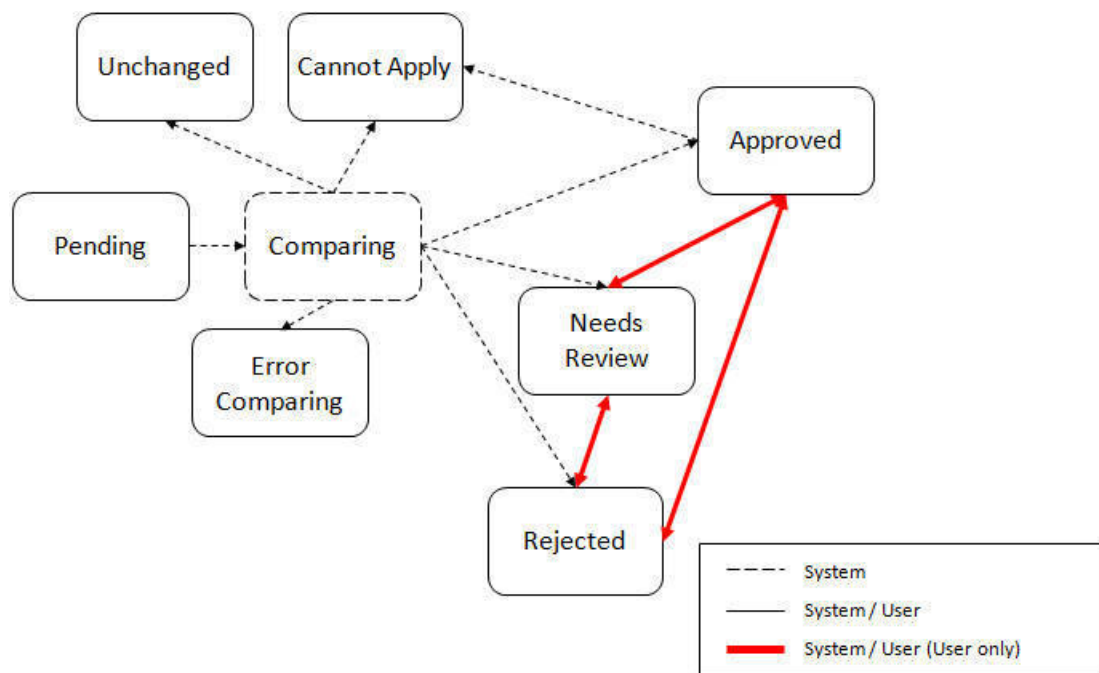 Unchanged
Cannot Apply
Approved
Pending
Comparing
Needs
Review
Error
Comparing
Rejected
System
System / User
System / User (User only)